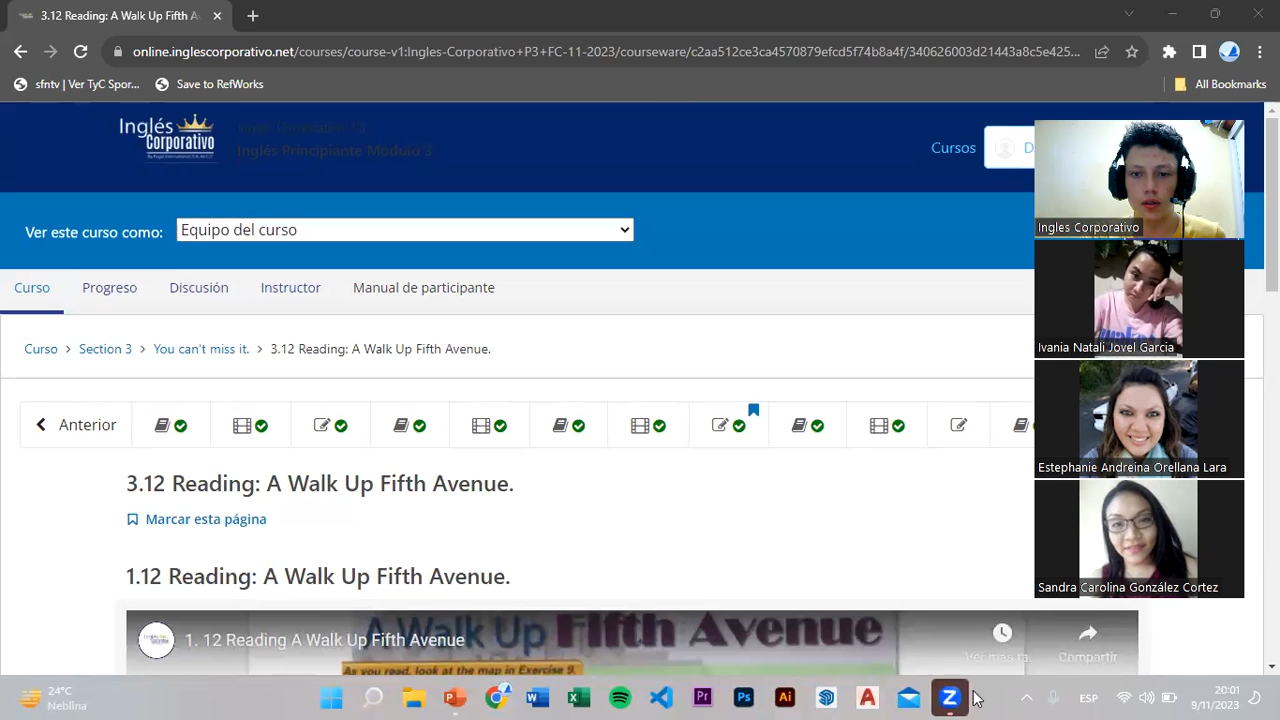 3.12 Reading: A Walk Up Fifth A
online.inglescorporativo.net/courses/course-v1:Ingles-Corporativo+P3+FC-11-2023/courseware/c2aa512ce3ca4570879efcd5f74b8a4f/340626003d21443a8c5e425...
sfntv | Ver TyC Spor...
Save to RefWorks
All Bookmarks
Inglés Corporativo
Inglés Principiante Módulo 3
Cursos
D
Ver este curso como:
Equipo del curso
Ingles Corporativo
Curso
Progreso
Discusión
Instructor
Manual de participante
Curso > Section 3 > You can't miss it. > 3.12 Reading: A Walk Up Fifth Avenue.
Ivania Natali Jovel Garcia
Anterior
3.12 Reading: A Walk Up Fifth Avenue.
Estephanie Andreina Orellana Lara
Marcar esta página
1.12 Reading: A Walk Up Fifth Avenue.
Sandra Carolina González Cortez
A Walk Up Fifth Avenue
1. 12 Reading A Walk Up Fifth Avenue
Ver más ta...
Compartir
As you read, look at the map in Exercise 9.
24°C
Neblina
ESP
20:01
9/11/2023